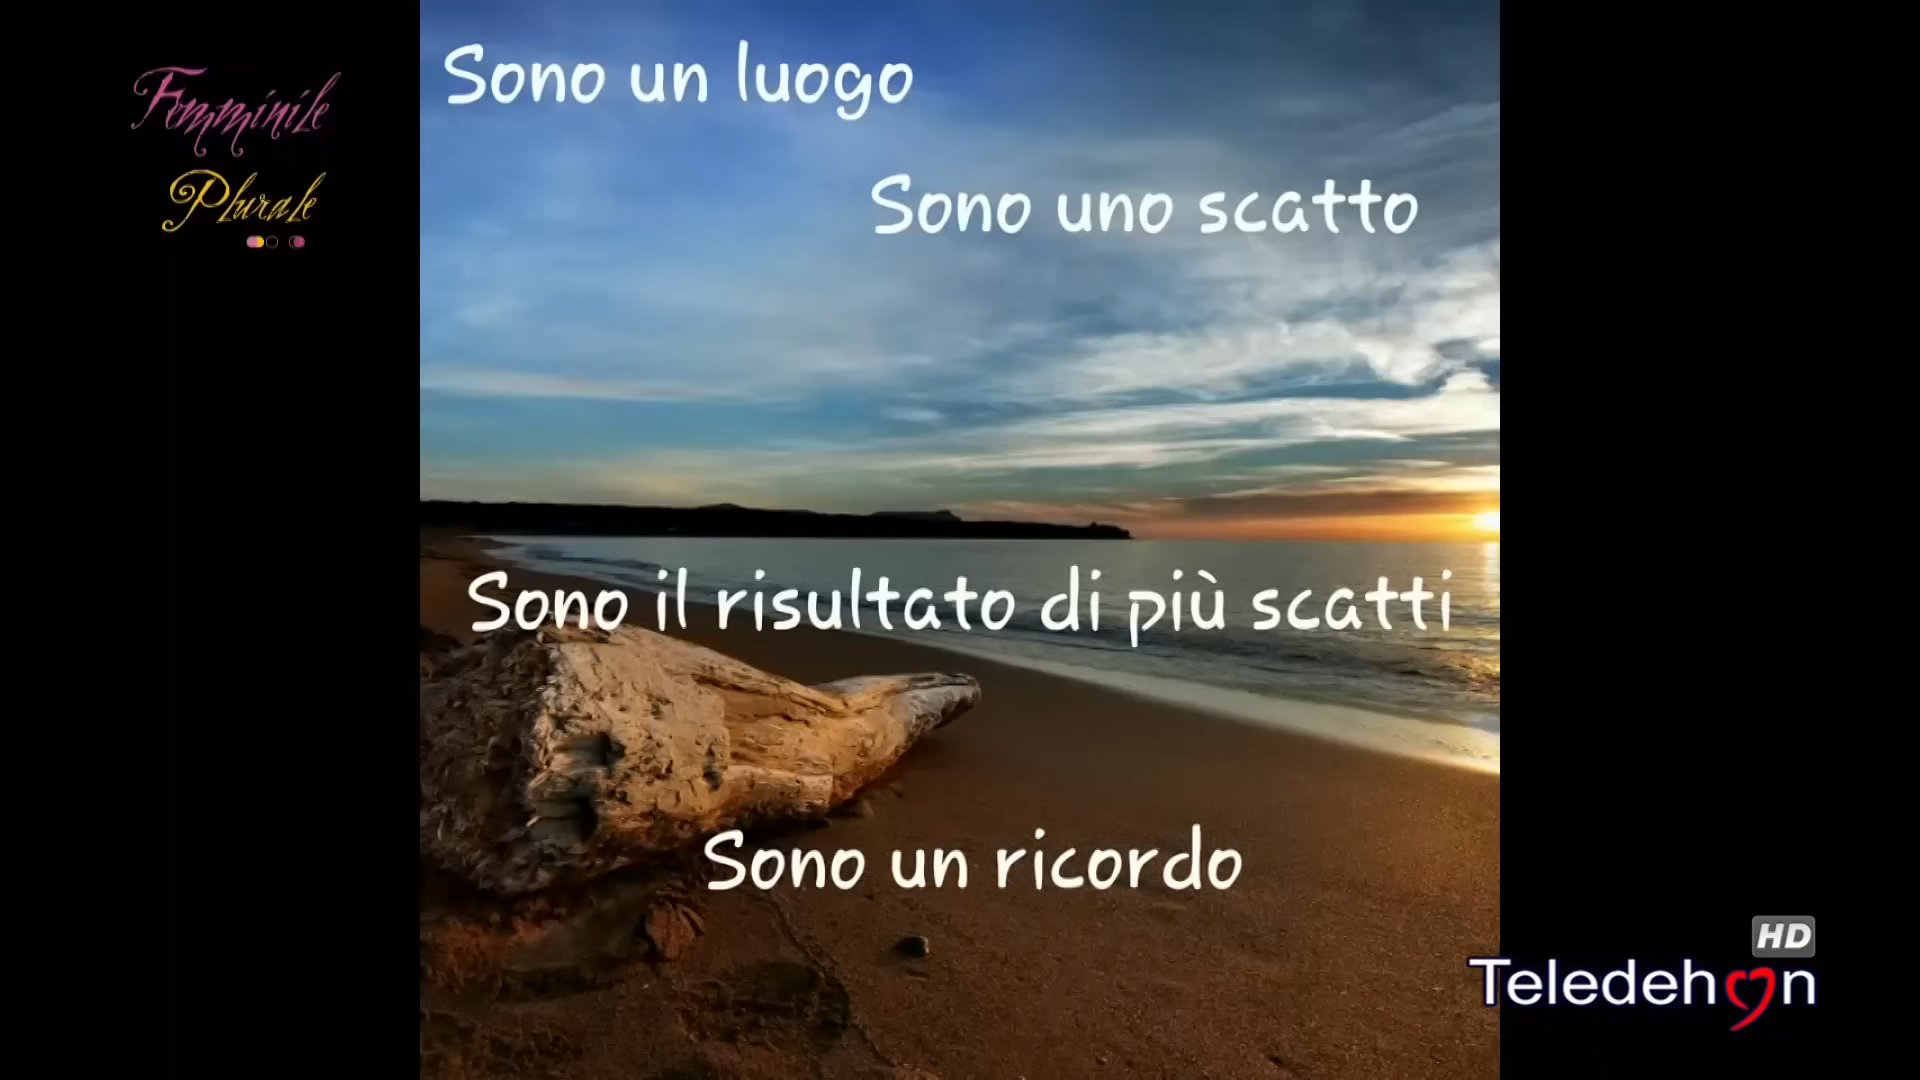 Femminile
Plurale
Sono un luogo
Sono uno scatto
Sono il risultato di più scatti
Sono un ricordo
HD
Teledehon